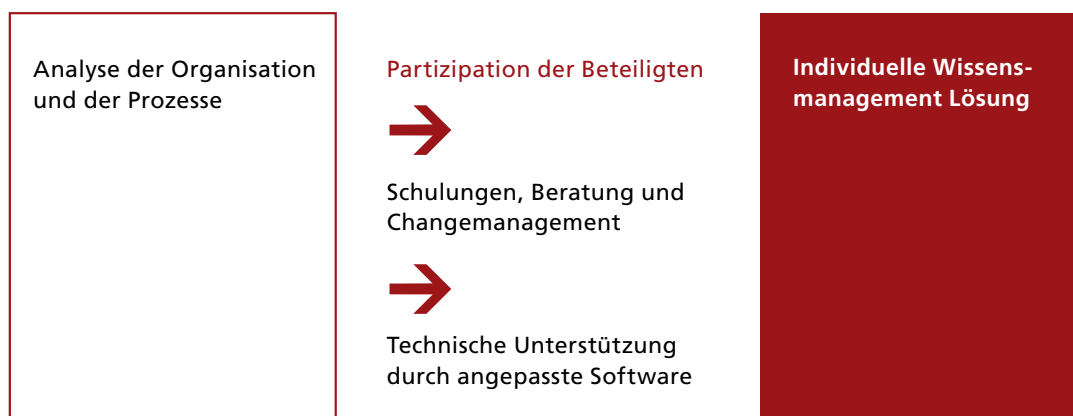 Analyse der Organisation
und der Prozesse
Partizipation der Beteiligten
Schulungen, Beratung und
Changemanagement
Technische Unterstützung
durch angepasste Software
Individuelle Wissens-
management Lösung